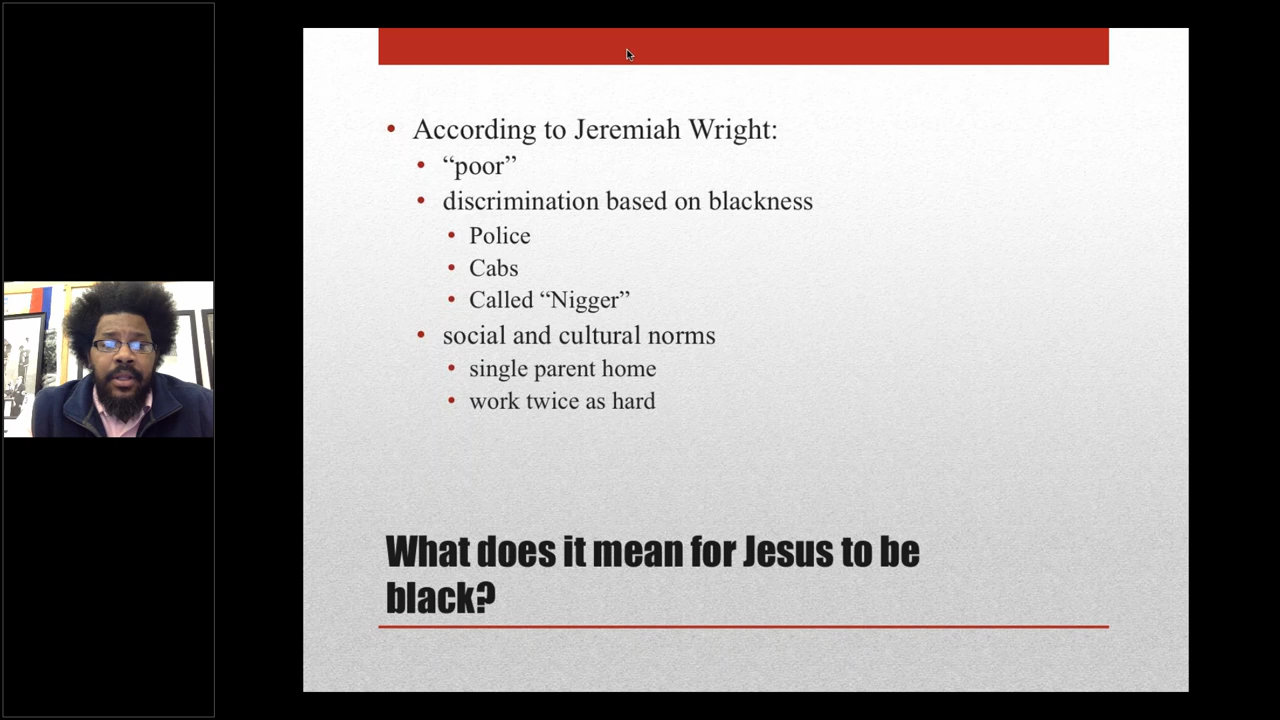 According to Jeremiah Wright:
“poor”
discrimination based on blackness
Police
Cabs
Called “Nigger”
social and cultural norms
single parent home
work twice as hard
What does it mean for Jesus to be
black?